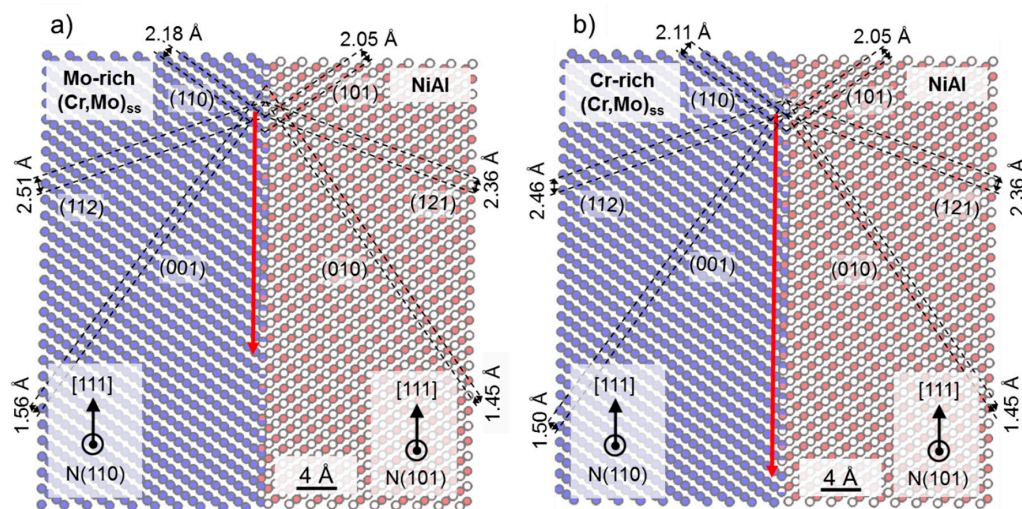 a)
2.18 Å
2.05 Å
Mo-rich
(Cr,Mo)ss
(110)
(101)
NiAl
2.51 Å
2.36 Å
(112)
(121)
(001)
(010)
1.56 Å
1.45 Å
[111]
N(110)
[111]
N(101)
4 Å
b)
2.11 Å
2.05 Å
Cr-rich
(Cr,Mo)ss
(110)
(101)
NiAl
2.46 Å
2.36 Å
(112)
(121)
(001)
(010)
1.50 Å
1.45 Å
[111]
N(110)
[111]
N(101)
4 Å